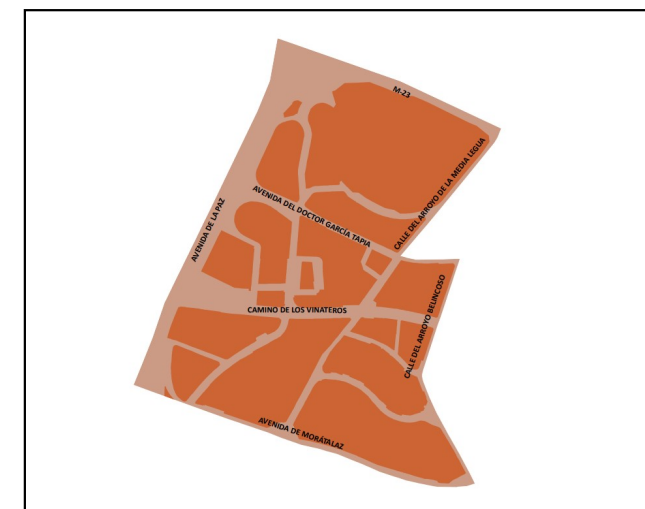 M-23
CALLE DEL ARROYO DE LA MEDIA LEGUA
AVENIDA DEL DOCTOR GARCÍA TAPIA
AVENIDA DE LA PAZ
CAMINO DE LOS VINATEROS
CALLE DEL ARROYO BELINCOSO
AVENIDA DE MORÁTALAZ